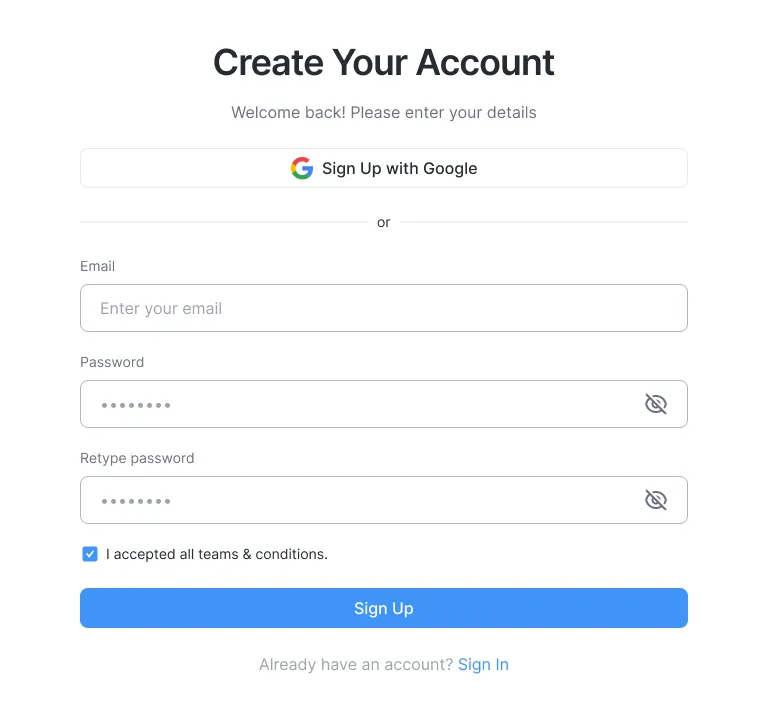 Create Your Account
Welcome back! Please enter your details
Sign Up with Google
or
Email
Enter your email
Password
••••••••
Retype password
••••••••
I accepted all teams & conditions.
Sign Up
Already have an account? Sign In